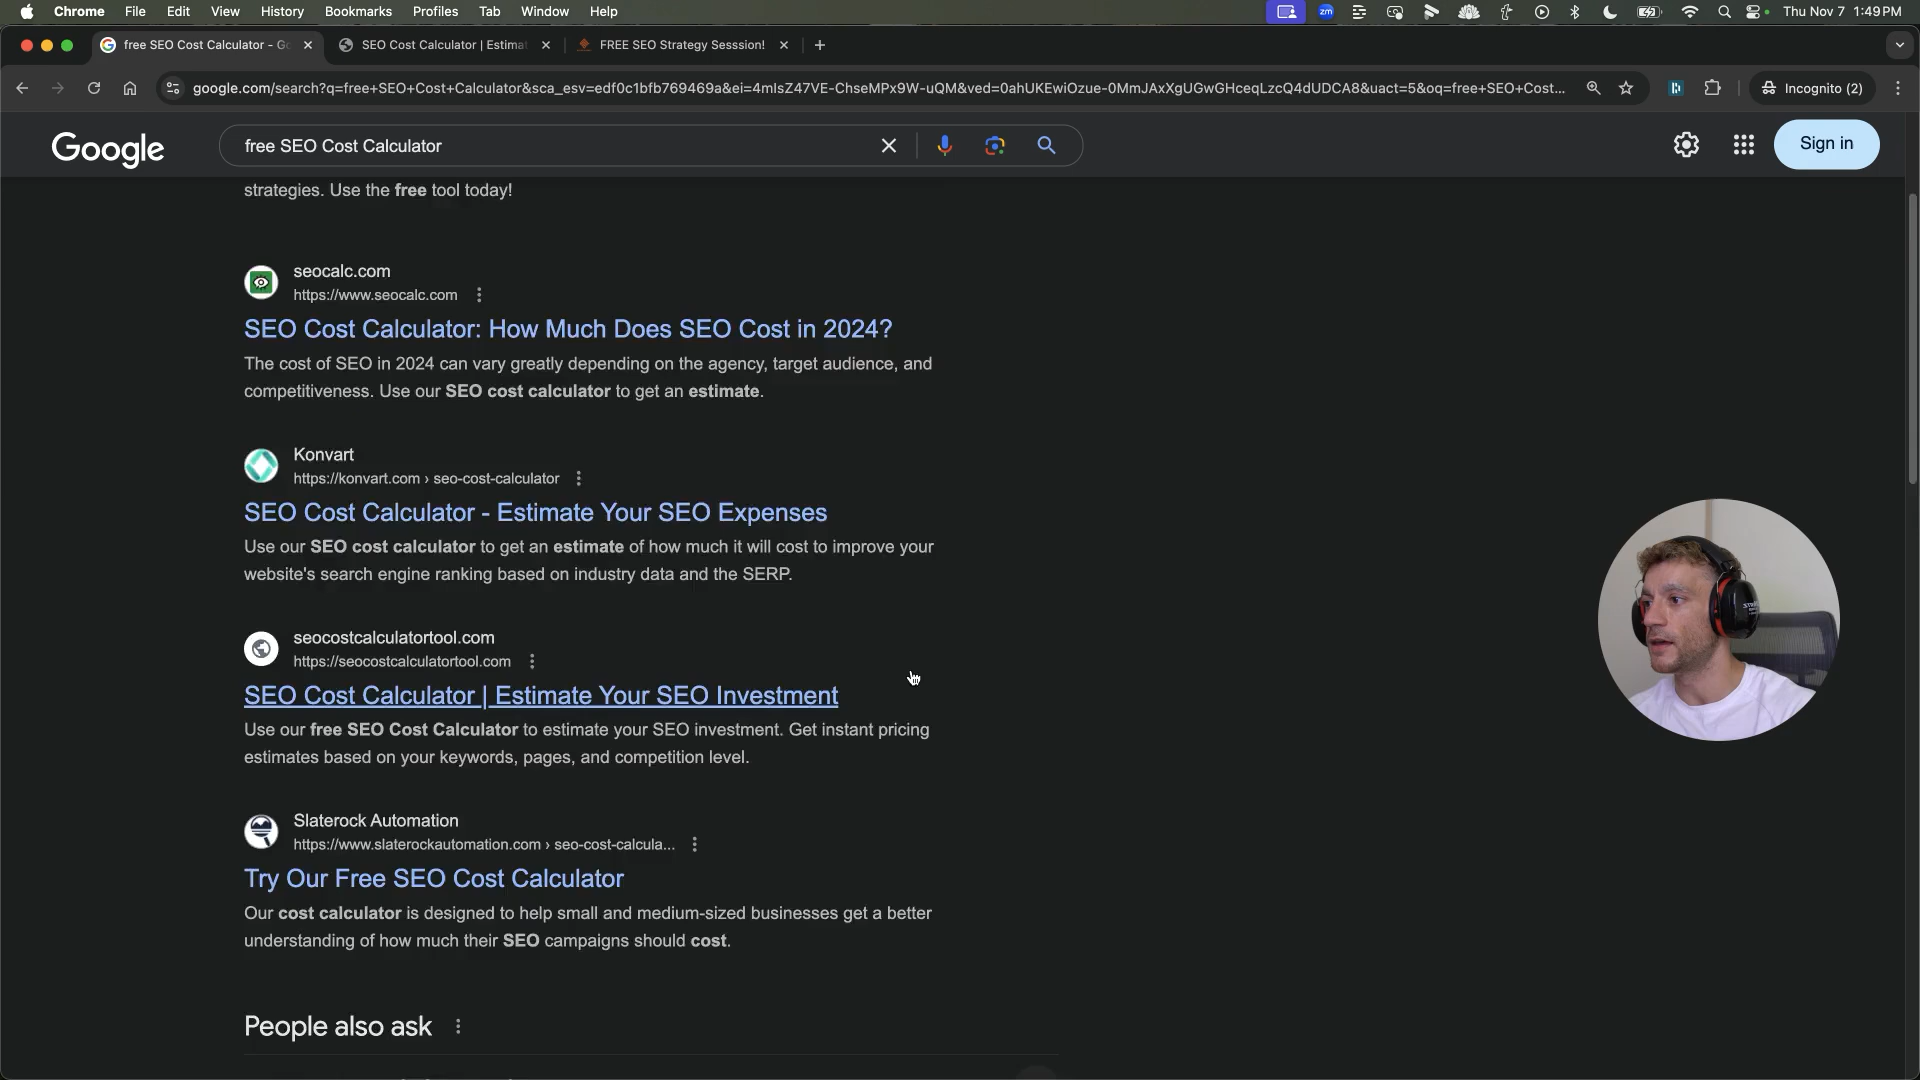 Chrome File Edit View History Bookmarks Profiles Tab Window Help
zm
Thu Nov 7 1:49 PM
free SEO Cost Calculator - Go
SEO Cost Calculator | Estimat
FREE SEO Strategy Sesssion!
google.com/search?q=free+SEO+Cost+Calculator&sca_esv=edf0c1bfb769469a&ei=4mIsZ47VE-ChseMPx9W-uQM&ved=0ahUKEwiOzue-0MmJAxXgUGwGHceqLzcQ4dUDCA8&uact=5&oq=free+SEO+Cost...
Incognito (2)
Google
free SEO Cost Calculator
Sign in
strategies. Use the free tool today!
seocalc.com
https://www.seocalc.com
SEO Cost Calculator: How Much Does SEO Cost in 2024?
The cost of SEO in 2024 can vary greatly depending on the agency, target audience, and
competitiveness. Use our SEO cost calculator to get an estimate.
Konvart
https://konvart.com › seo-cost-calculator
SEO Cost Calculator - Estimate Your SEO Expenses
Use our SEO cost calculator to get an estimate of how much it will cost to improve your
website's search engine ranking based on industry data and the SERP.
seocostcalculatortool.com
https://seocostcalculatortool.com
SEO Cost Calculator | Estimate Your SEO Investment
Use our free SEO Cost Calculator to estimate your SEO investment. Get instant pricing
estimates based on your keywords, pages, and competition level.
Slaterock Automation
https://www.slaterockautomation.com › seo-cost-calcula...
Try Our Free SEO Cost Calculator
Our cost calculator is designed to help small and medium-sized businesses get a better
understanding of how much their SEO campaigns should cost.
People also ask